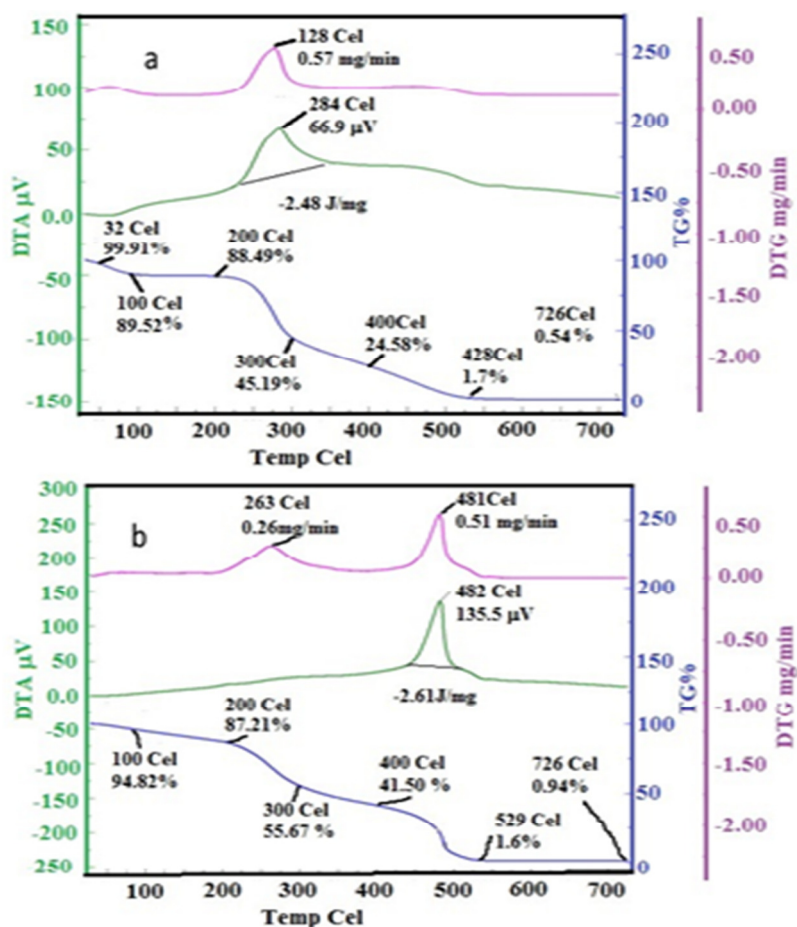 a
128 Cel
0.57 mg/min
284 Cel
66.9 µV
-2.48 J/mg
32 Cel
99.91%
200 Cel
88.49%
100 Cel
89.52%
300Cel
45.19%
400Cel
24.58%
428Cel
1.7%
726Cel
0.54 %
150
100
50
0.0
-50
-100
-150
DTA µV
250
200
150
100
50
0
TG%
0.50
0.00
-0.50
-1.00
-1.50
-2.00
DTG mg/min
100 200 300 400 500 600 700
Temp Cel
b
263 Cel
0.26mg/min
481Cel
0.51 mg/min
482 Cel
135.5 µV
-2.61J/mg
200 Cel
87.21%
100 Cel
94.82%
300 Cel
55.67 %
400 Cel
41.50 %
529 Cel
1.6%
726 Cel
0.94%
300
250
200
150
100
50
0.0
-50
-100
-150
-200
-250
DTA µV
250
200
150
100
50
0
TG%
0.50
0.00
-0.50
-1.00
-1.50
-2.00
DTG mg/min
100 200 300 400 500 600 700
Temp Cel